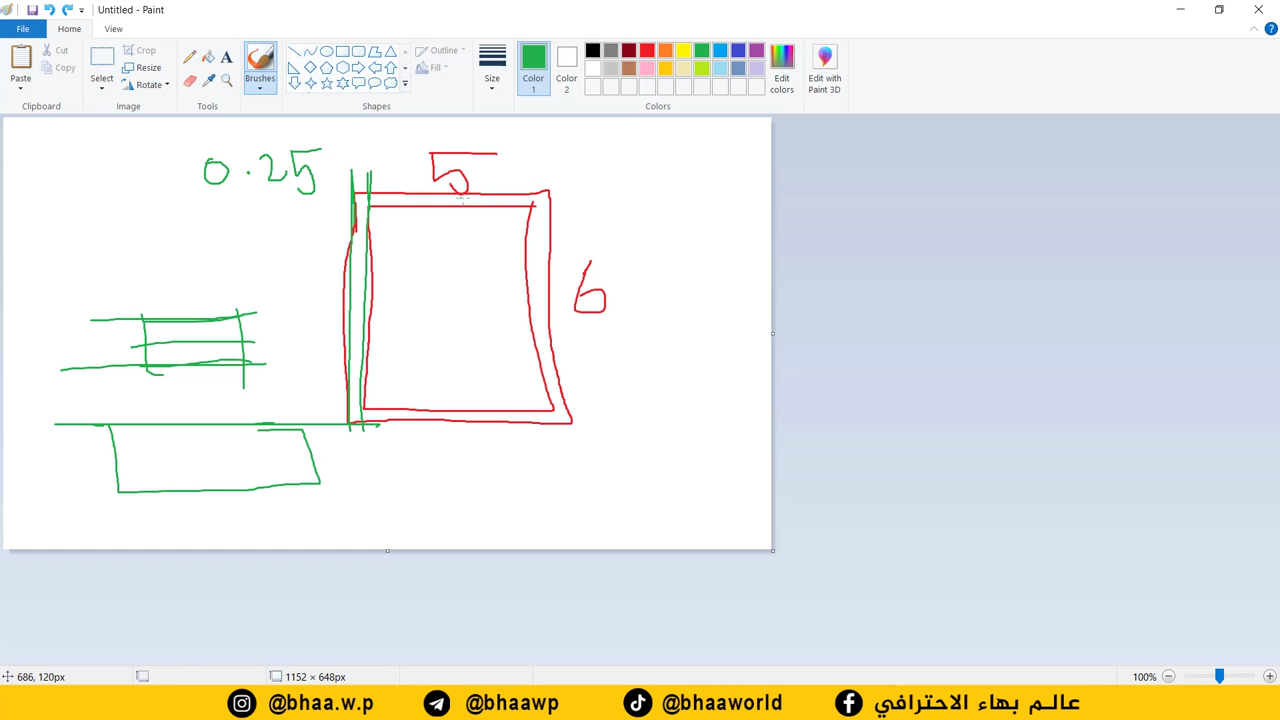 Untitled - Paint
File
Home
View
Paste
Cut
Copy
Clipboard
Select
Crop
Resize
Rotate
Image
A
Tools
Brushes
Outline
Fill
Shapes
Size
Color 1
Color 2
Edit colors
Edit with Paint 3D
Colors
0.25
5
6
686, 120px
1152 × 648px
100%
@bhaa.w.p
@bhaawp
@bhaaworld
عالم بهاء الاحترافي